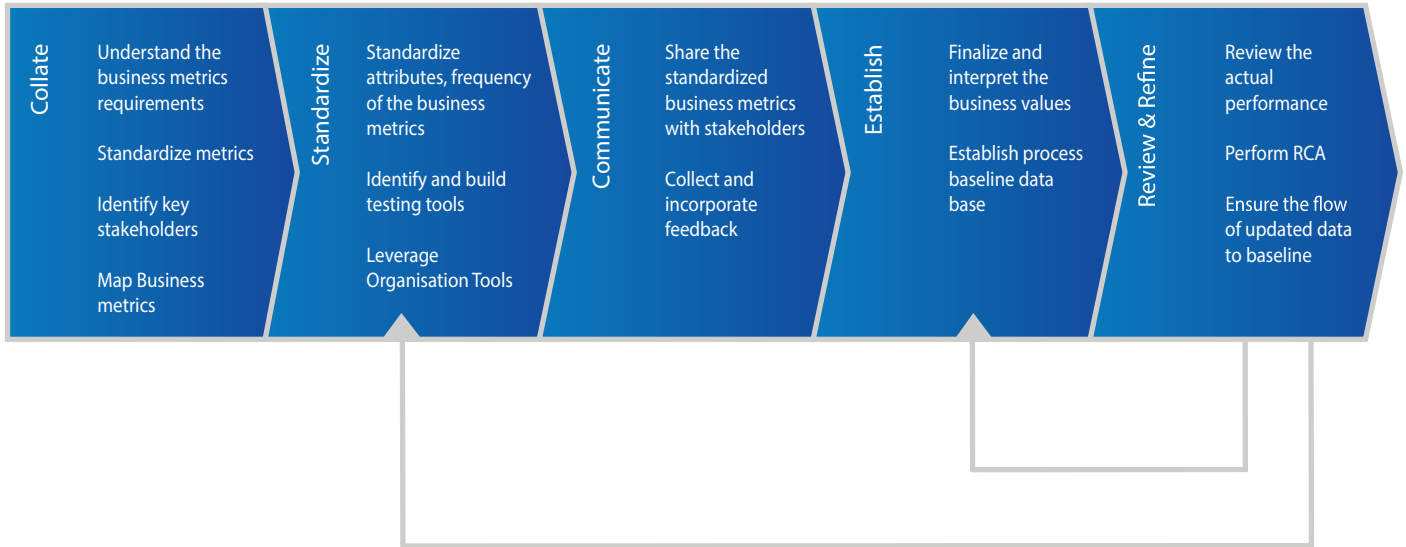 Collate
Understand the
business metrics
requirements
Standardize metrics
Identify key
stakeholders
Map Business
metrics
Standardize
Standardize
attributes, frequency
of the business
metrics
Identify and build
testing tools
Leverage
Organisation Tools
Communicate
Share the
standardized
business metrics
with stakeholders
Collect and
incorporate
feedback
Establish
Finalize and
interpret the
business values
Establish process
baseline data
base
Review & Refine
Review the
actual
performance
Perform RCA
Ensure the flow
of updated data
to baseline